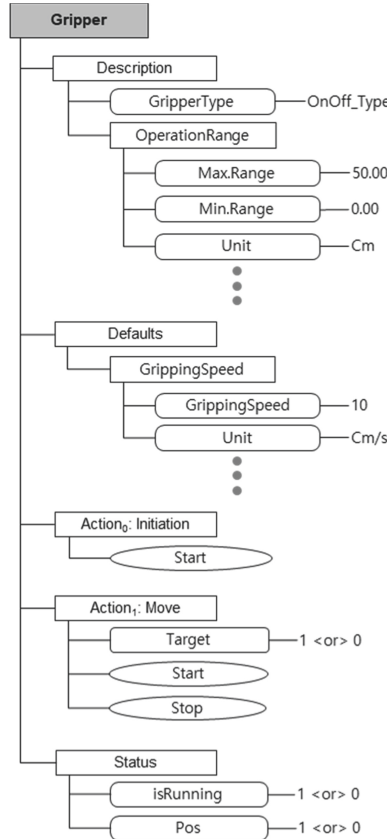 Gripper
Description
GripperType OnOff_Type
OperationRange
Max.Range 50.00
Min.Range 0.00
Unit Cm
Defaults
GrippingSpeed
GrippingSpeed 10
Unit Cm/s
Action₀: Initiation
Start
Action₁: Move
Target 1 <or> 0
Start
Stop
Status
isRunning 1 <or> 0
Pos 1 <or> 0